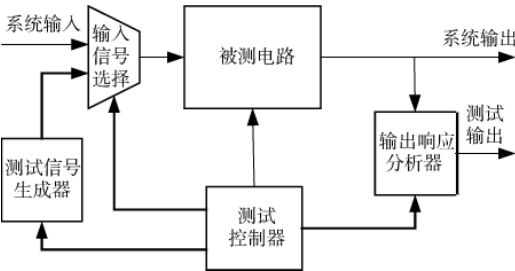 系统输入
输入
信号
选择
被测电路
系统输出
测试信号
生成器
测试
控制器
输出响应
分析器
测试
输出